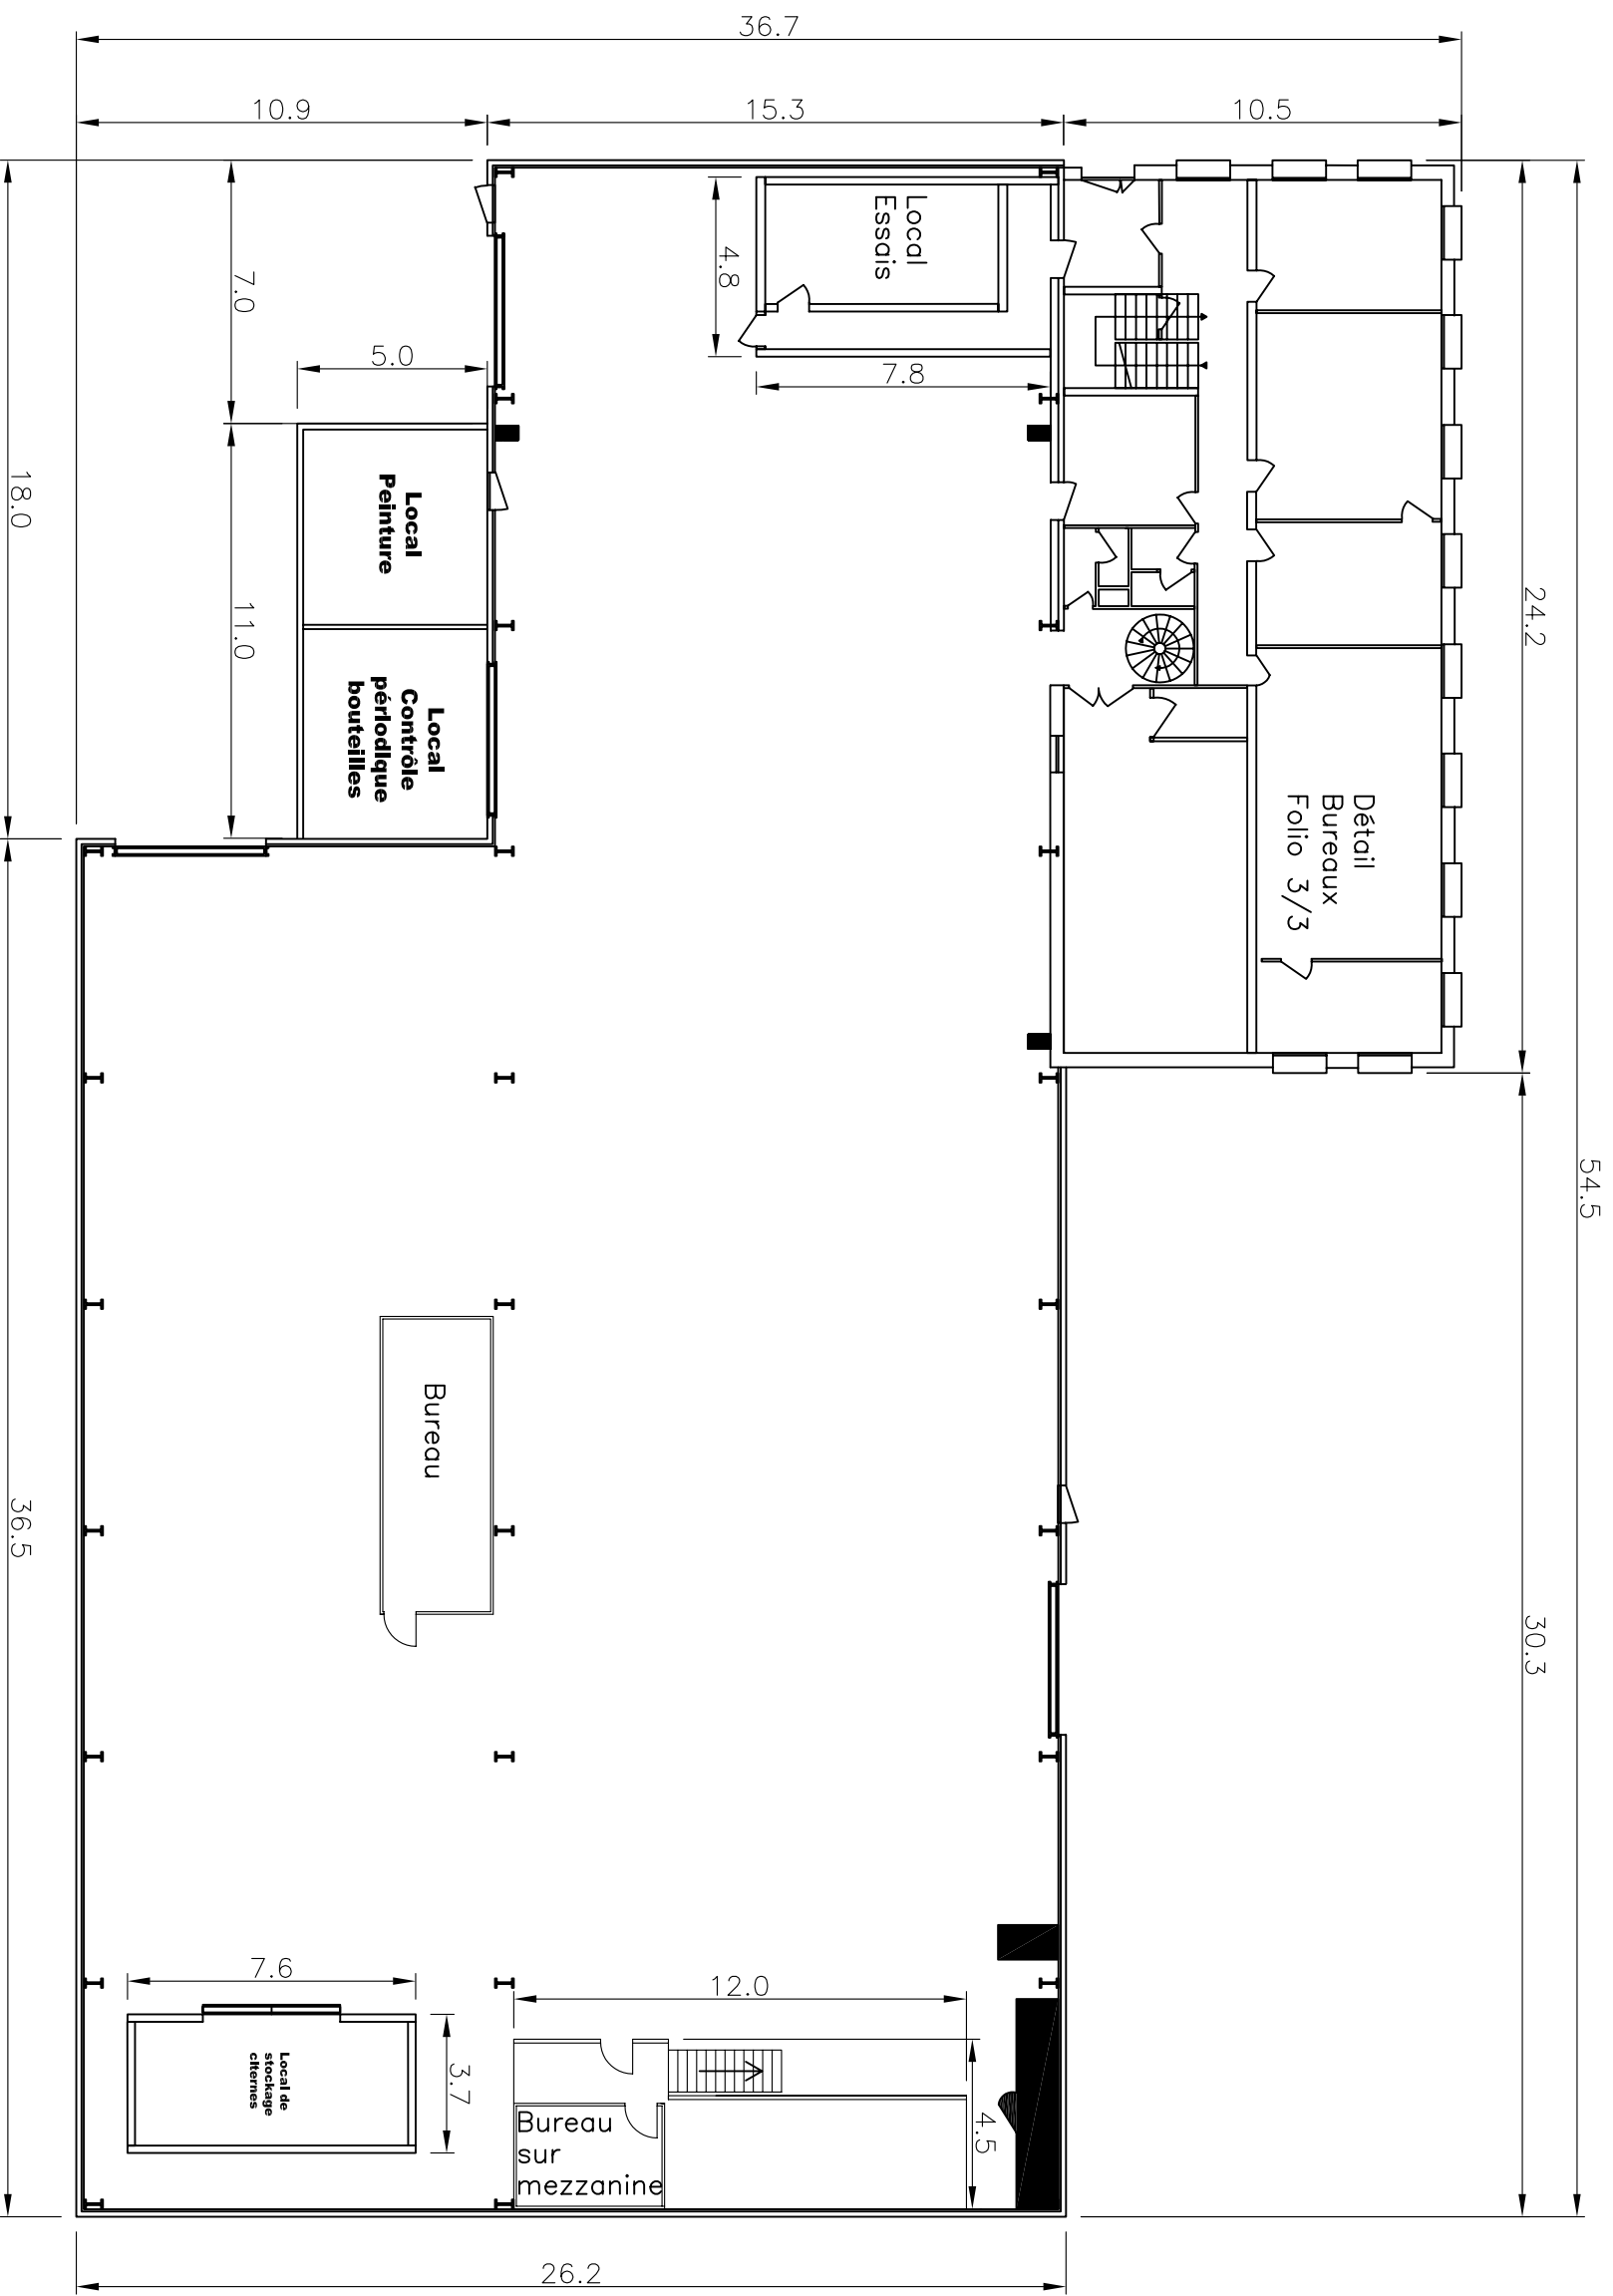 36.7
10.9
15.3
10.5
Local
Essais
4.8
7.8
7.0
5.0
18.0
11.0
24.2
54.5
Local
Peinture
Local
Contrôle
pérlodlque
bouteilles
Détail
Bureaux
Folio 3/3
Bureau
36.5
30.3
7.6
12.0
3.7
4.5
Local de
stockage
clternes
Bureau
sur
mezzanine
26.2